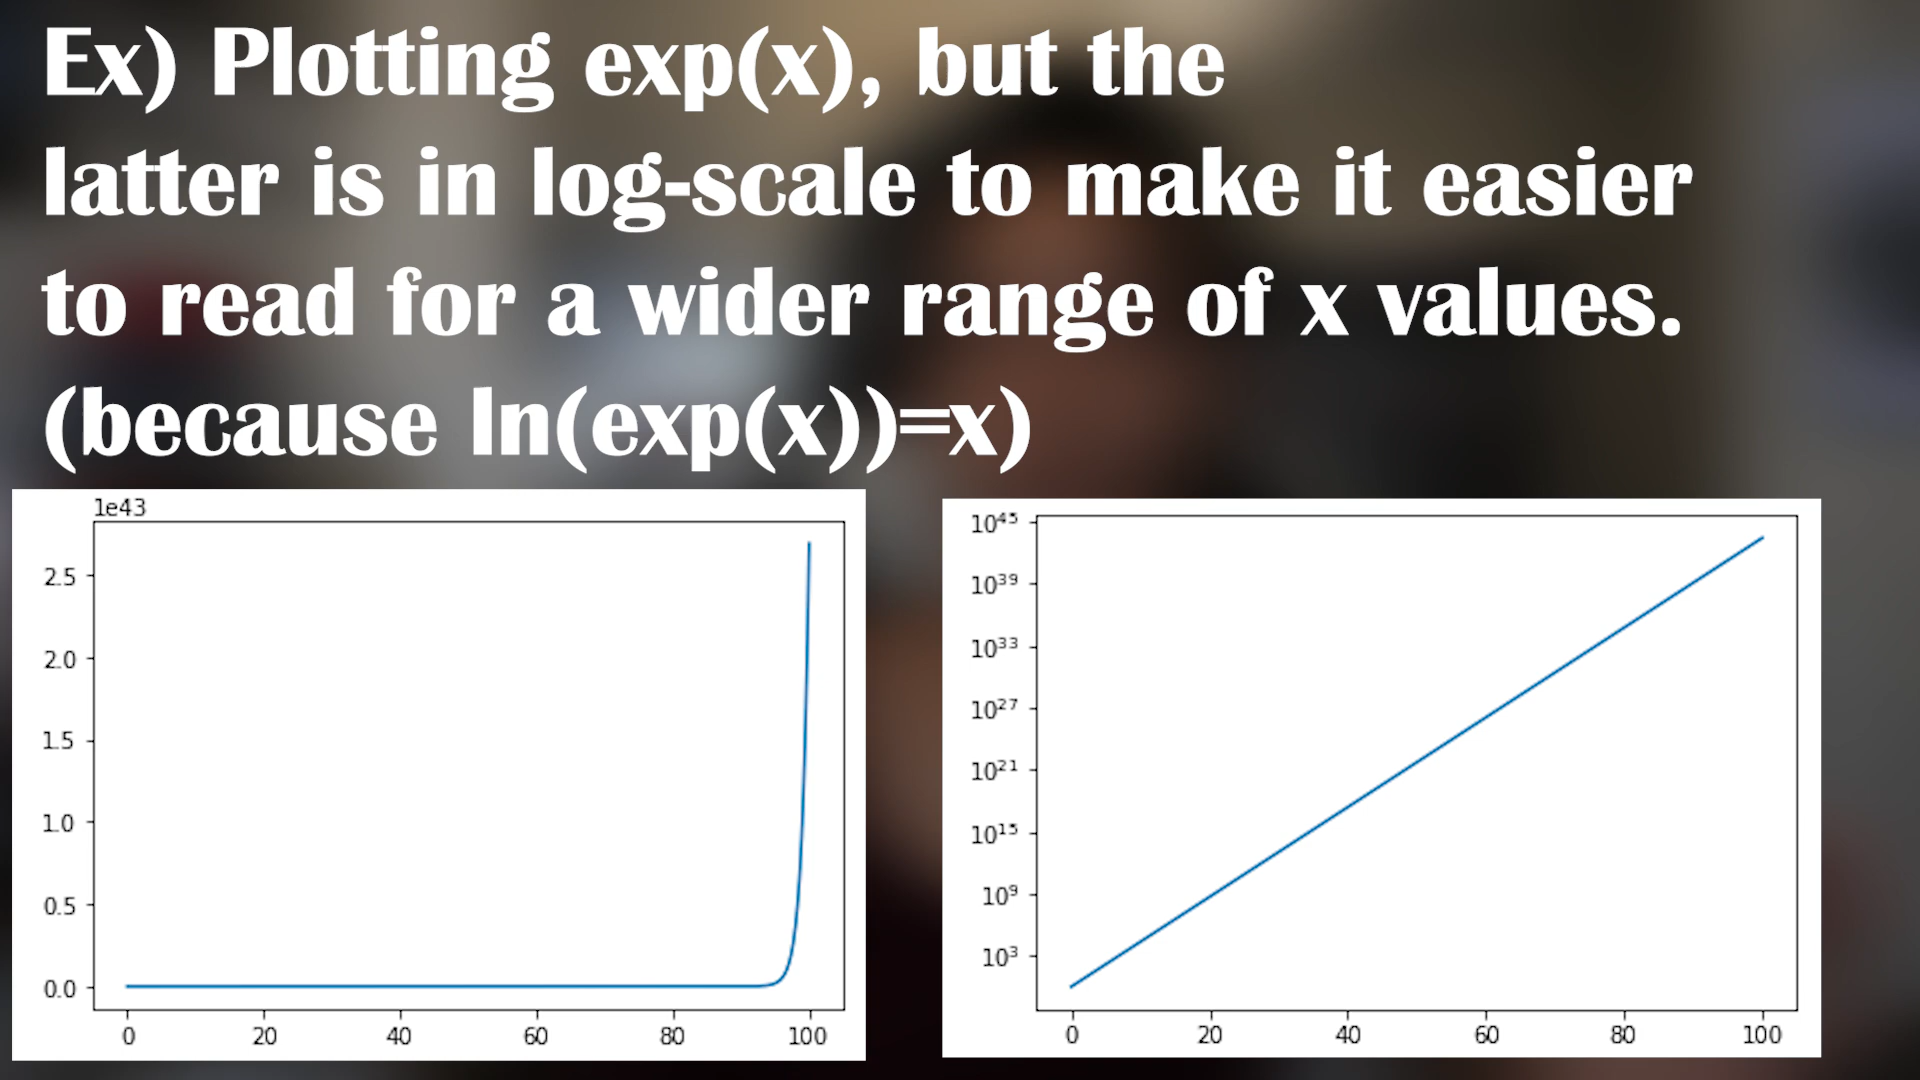 Ex) Plotting exp(x), but the
latter is in log-scale to make it easier
to read for a wider range of x values.
(because ln(exp(x))=x)
1e43
2.5
2.0
1.5
1.0
0.5
0.0
0 20 40 60 80 100
10⁴⁵
10³⁹
10³³
10²⁷
10²¹
10¹⁵
10⁹
10³
0 20 40 60 80 100